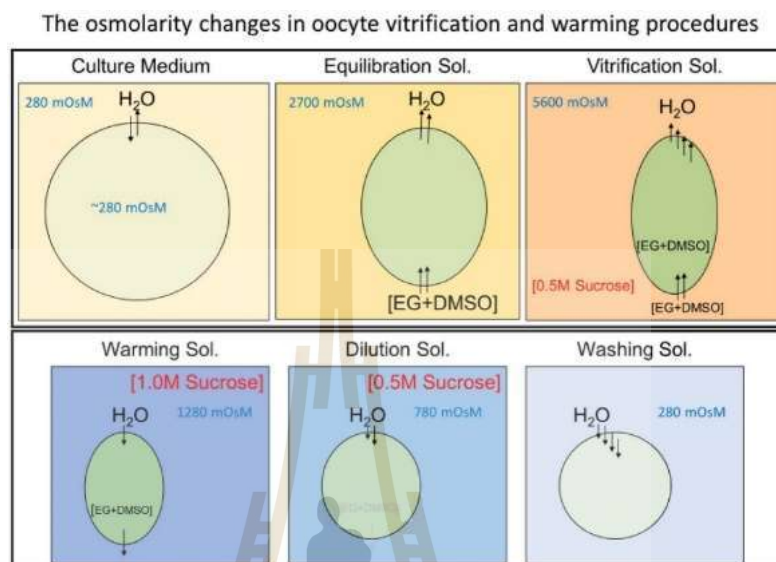 The osmolarity changes in oocyte vitrification and warming procedures
Culture Medium
280 mOsM
H₂O
~280 mOsM
Equilibration Sol.
2700 mOsM
H₂O
[EG+DMSO]
Vitrification Sol.
5600 mOsM
H₂O
[EG+DMSO]
[0.5M Sucrose]
[EG+DMSO]
Warming Sol.
[1.0M Sucrose]
H₂O
1280 mOsM
[EG+DMSO]
Dilution Sol.
[0.5M Sucrose]
H₂O
780 mOsM
[EG+DMSO]
Washing Sol.
H₂O
280 mOsM